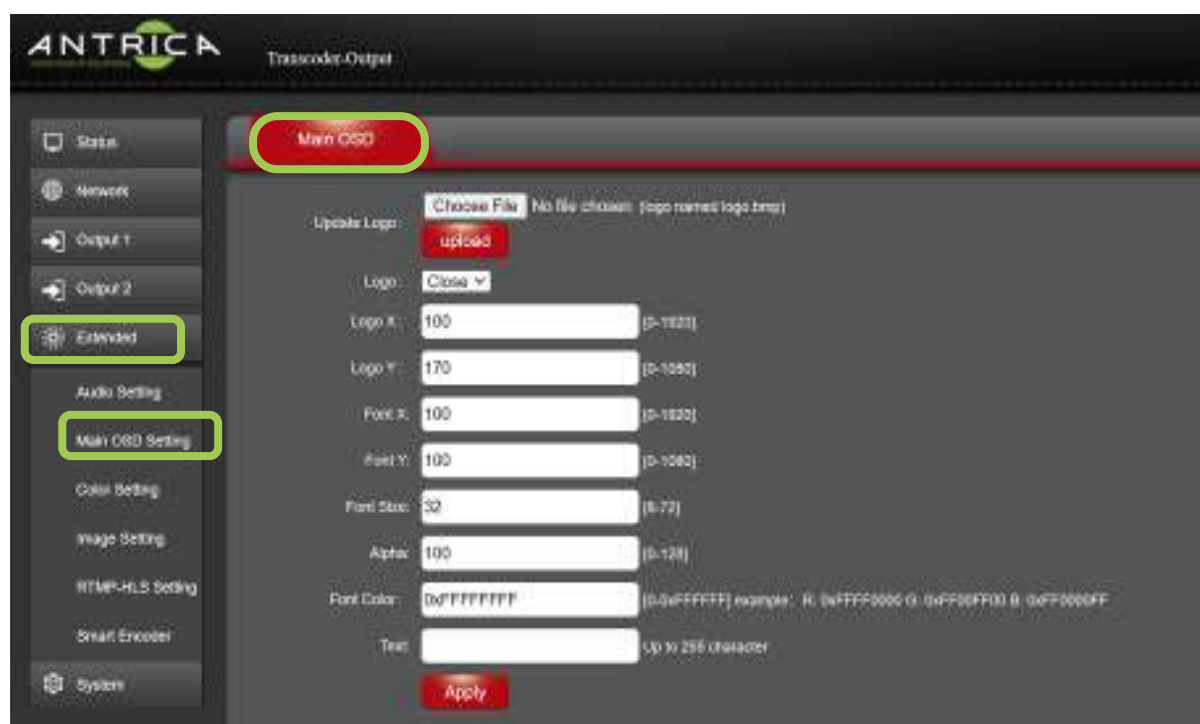 ANTRICA
Transcoder-Output
Status
Network
Output 1
Output 2
Extended
Audio Setting
Main OSD Setting
Color Setting
Image Setting
RTMP-HLS Setting
Smart Encoder
System
Main OSD
Update Logo: Choose File No file chosen (logo named logo.bmp)
upload
Logo: Close
Logo X: 100 [0-1920]
Logo Y: 170 [0-1080]
Font X: 100 [0-1920]
Font Y: 100 [0-1080]
Font Size: 32 [8-72]
Alpha: 100 [0-128]
Font Color: 0xFFFFFFFF [0-0xFFFFFF] example: R: 0xFFFF0000 G: 0xFF00FF00 B: 0xFF0000FF
Text: Up to 255 character
Apply